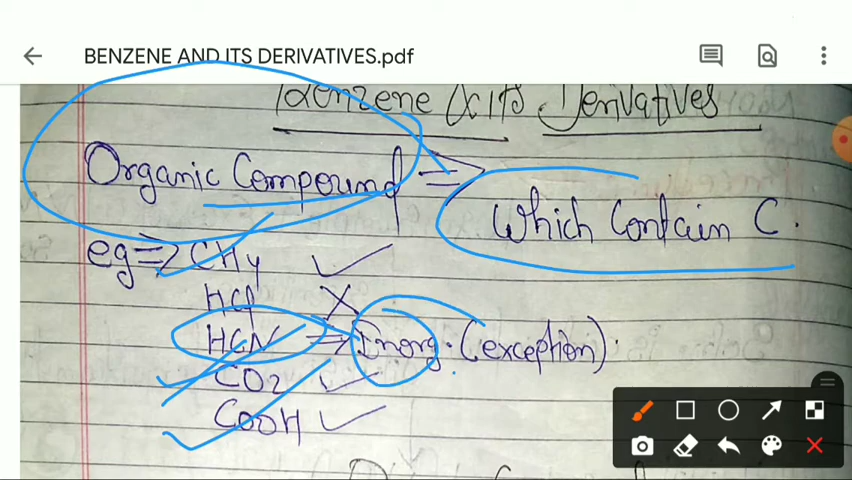 BENZENE AND ITS DERIVATIVES.pdf
Benzene & its Derivatives
Organic Compound ⇒
Which Contain C.
eg ⇒ CH4 ✓
HCl X
HCN ⇒ Inorg. (exception).
CO2 ✓
COOH ✓